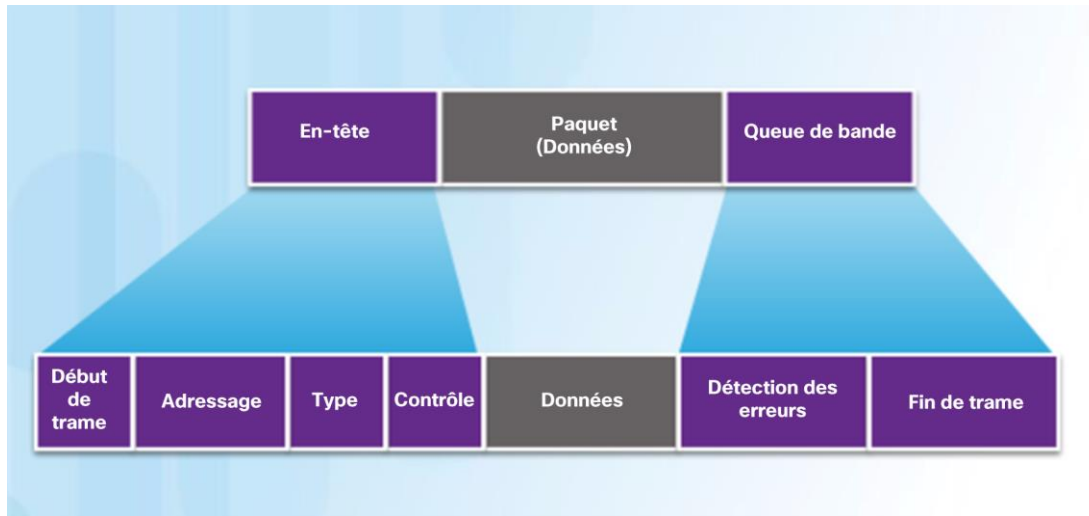 En-tête
Paquet
(Données)
Queue de bande
Début
de
trame
Adressage
Type
Contrôle
Données
Détection des
erreurs
Fin de trame